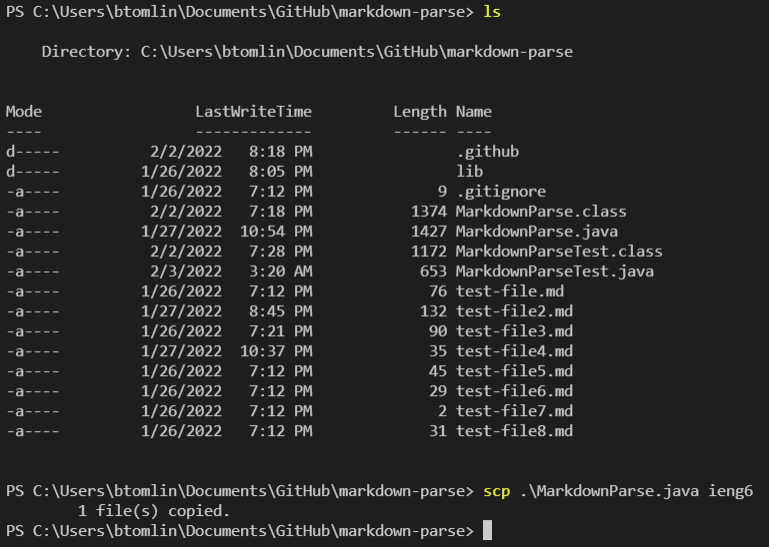 PS C:\Users\btomlin\Documents\GitHub\markdown-parse> ls
Directory: C:\Users\btomlin\Documents\GitHub\markdown-parse
Mode LastWriteTime Length Name
---- ------------- ------ ----
d----- 2/2/2022 8:18 PM .github
d----- 1/26/2022 8:05 PM lib
-a---- 1/26/2022 7:12 PM 9 .gitignore
-a---- 2/2/2022 7:18 PM 1374 MarkdownParse.class
-a---- 1/27/2022 10:54 PM 1427 MarkdownParse.java
-a---- 2/2/2022 7:28 PM 1172 MarkdownParseTest.class
-a---- 2/3/2022 3:20 AM 653 MarkdownParseTest.java
-a---- 1/26/2022 7:12 PM 76 test-file.md
-a---- 1/27/2022 8:45 PM 132 test-file2.md
-a---- 1/26/2022 7:21 PM 90 test-file3.md
-a---- 1/27/2022 10:37 PM 35 test-file4.md
-a---- 1/26/2022 7:12 PM 45 test-file5.md
-a---- 1/26/2022 7:12 PM 29 test-file6.md
-a---- 1/26/2022 7:12 PM 2 test-file7.md
-a---- 1/26/2022 7:12 PM 31 test-file8.md
PS C:\Users\btomlin\Documents\GitHub\markdown-parse> scp .\MarkdownParse.java ieng6
1 file(s) copied.
PS C:\Users\btomlin\Documents\GitHub\markdown-parse>